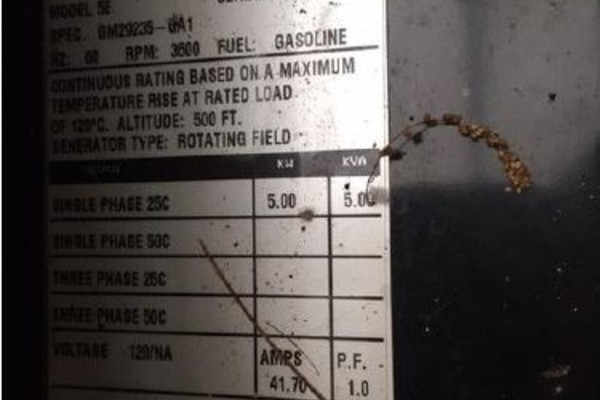 MODEL 5E
SPEC. GM29235-GA1
HZ: 60 RPM: 3600 FUEL: GASOLINE
CONTINUOUS RATING BASED ON A MAXIMUM
TEMPERATURE RISE AT RATED LOAD
OF 120°C. ALTITUDE: 500 FT.
GENERATOR TYPE: ROTATING FIELD
KW KVA
SINGLE PHASE 25C 5.00 5.00
SINGLE PHASE 50C
THREE PHASE 25C
THREE PHASE 50C
VOLTAGE 120/NA AMPS P.F.
41.70 1.0